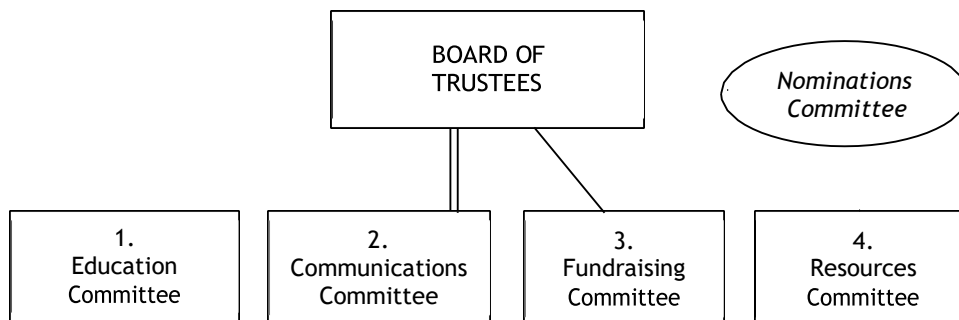 BOARD OF
TRUSTEES
Nominations
Committee
1.
Education
Committee
2.
Communications
Committee
3.
Fundraising
Committee
4.
Resources
Committee